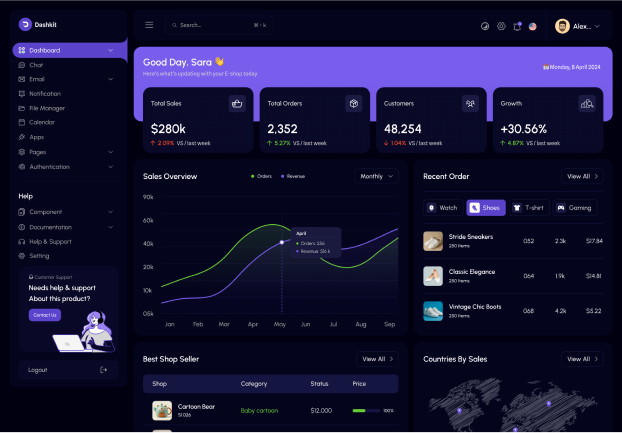 Dashkit
Search...
⌘ - k
Alex...
Dashboard
Chat
Email
Notification
File Manager
Calendar
Apps
Pages
Authentication
Help
Component
Documentation
Help & Support
Setting
Customer Support
Needs help & support
About this product?
Contact Us
Logout
Good Day, Sara 👋
Here's what's updating with your E-shop today
Monday, 8 April 2024
Total Sales
$280k
↑ 2.09% VS / last week
Total Orders
2,352
↑ 5.27% VS / last week
Customers
48,254
↓ 1.04% VS / last week
Growth
+30.56%
↑ 4.87% VS / last week
Sales Overview
Orders
Revenue
Monthly
90k
60k
40k
20k
10k
05k
April
Orders: 236
Jan Feb Mar Apr May Jun Jul Aug Sep
Recent Order
View All
Watch
Shoes
T-shirt
Gaming
Stride Sneakers
250 Items
052 2.3k $17.84
Classic Elegance
250 Items
064 1.9k $14.81
Vintage Chic Boots
250 Items
068 4.2k $5.22
Best Shop Seller
View All
Shop Category Status Price
Cartoon Bear
Baby cartoon $12,000 100%
Countries By Sales
View All